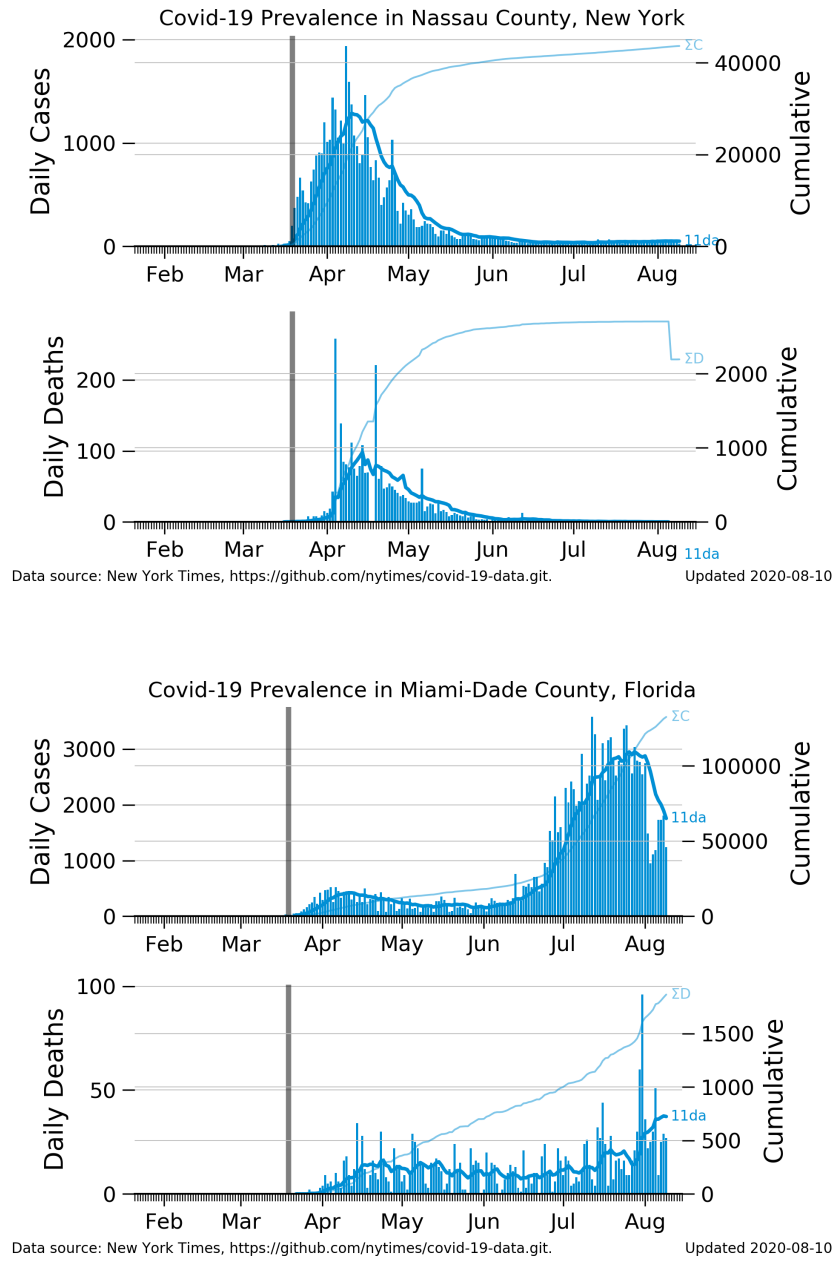 Covid-19 Prevalence in Nassau County, New York
2000
1000
0
Daily Cases
ΣC
40000
20000
0
11da
Cumulative
Feb Mar Apr May Jun Jul Aug
200
100
0
Daily Deaths
ΣD
2000
1000
0
Cumulative
Feb Mar Apr May Jun Jul Aug
11da
Data source: New York Times, https://github.com/nytimes/covid-19-data.git. Updated 2020-08-10
Covid-19 Prevalence in Miami-Dade County, Florida
3000
2000
1000
0
Daily Cases
ΣC
100000
11da
50000
0
Cumulative
Feb Mar Apr May Jun Jul Aug
100
50
0
Daily Deaths
ΣD
1500
1000
11da
500
0
Cumulative
Feb Mar Apr May Jun Jul Aug
Data source: New York Times, https://github.com/nytimes/covid-19-data.git. Updated 2020-08-10